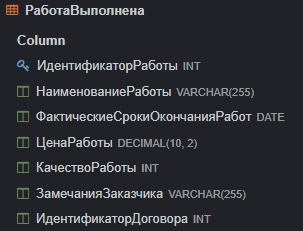 РаботаВыполнена
Column
ИдентификаторРаботы INT
НаименованиеРаботы VARCHAR(255)
ФактическиеСрокиОкончанияРабот DATE
ЦенаРаботы DECIMAL(10, 2)
КачествоРаботы INT
ЗамечанияЗаказчика VARCHAR(255)
ИдентификаторДоговора INT